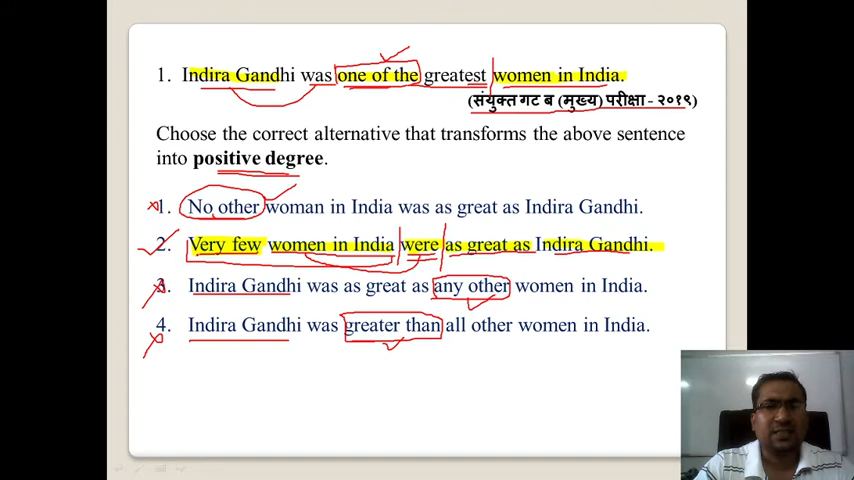 1. Indira Gandhi was one of the greatest women in India.
(संयुक्त गट ब (मुख्य) परीक्षा - २०१९)
Choose the correct alternative that transforms the above sentence
into positive degree.
1. No other woman in India was as great as Indira Gandhi.
2. Very few women in India were as great as Indira Gandhi.
3. Indira Gandhi was as great as any other women in India.
4. Indira Gandhi was greater than all other women in India.